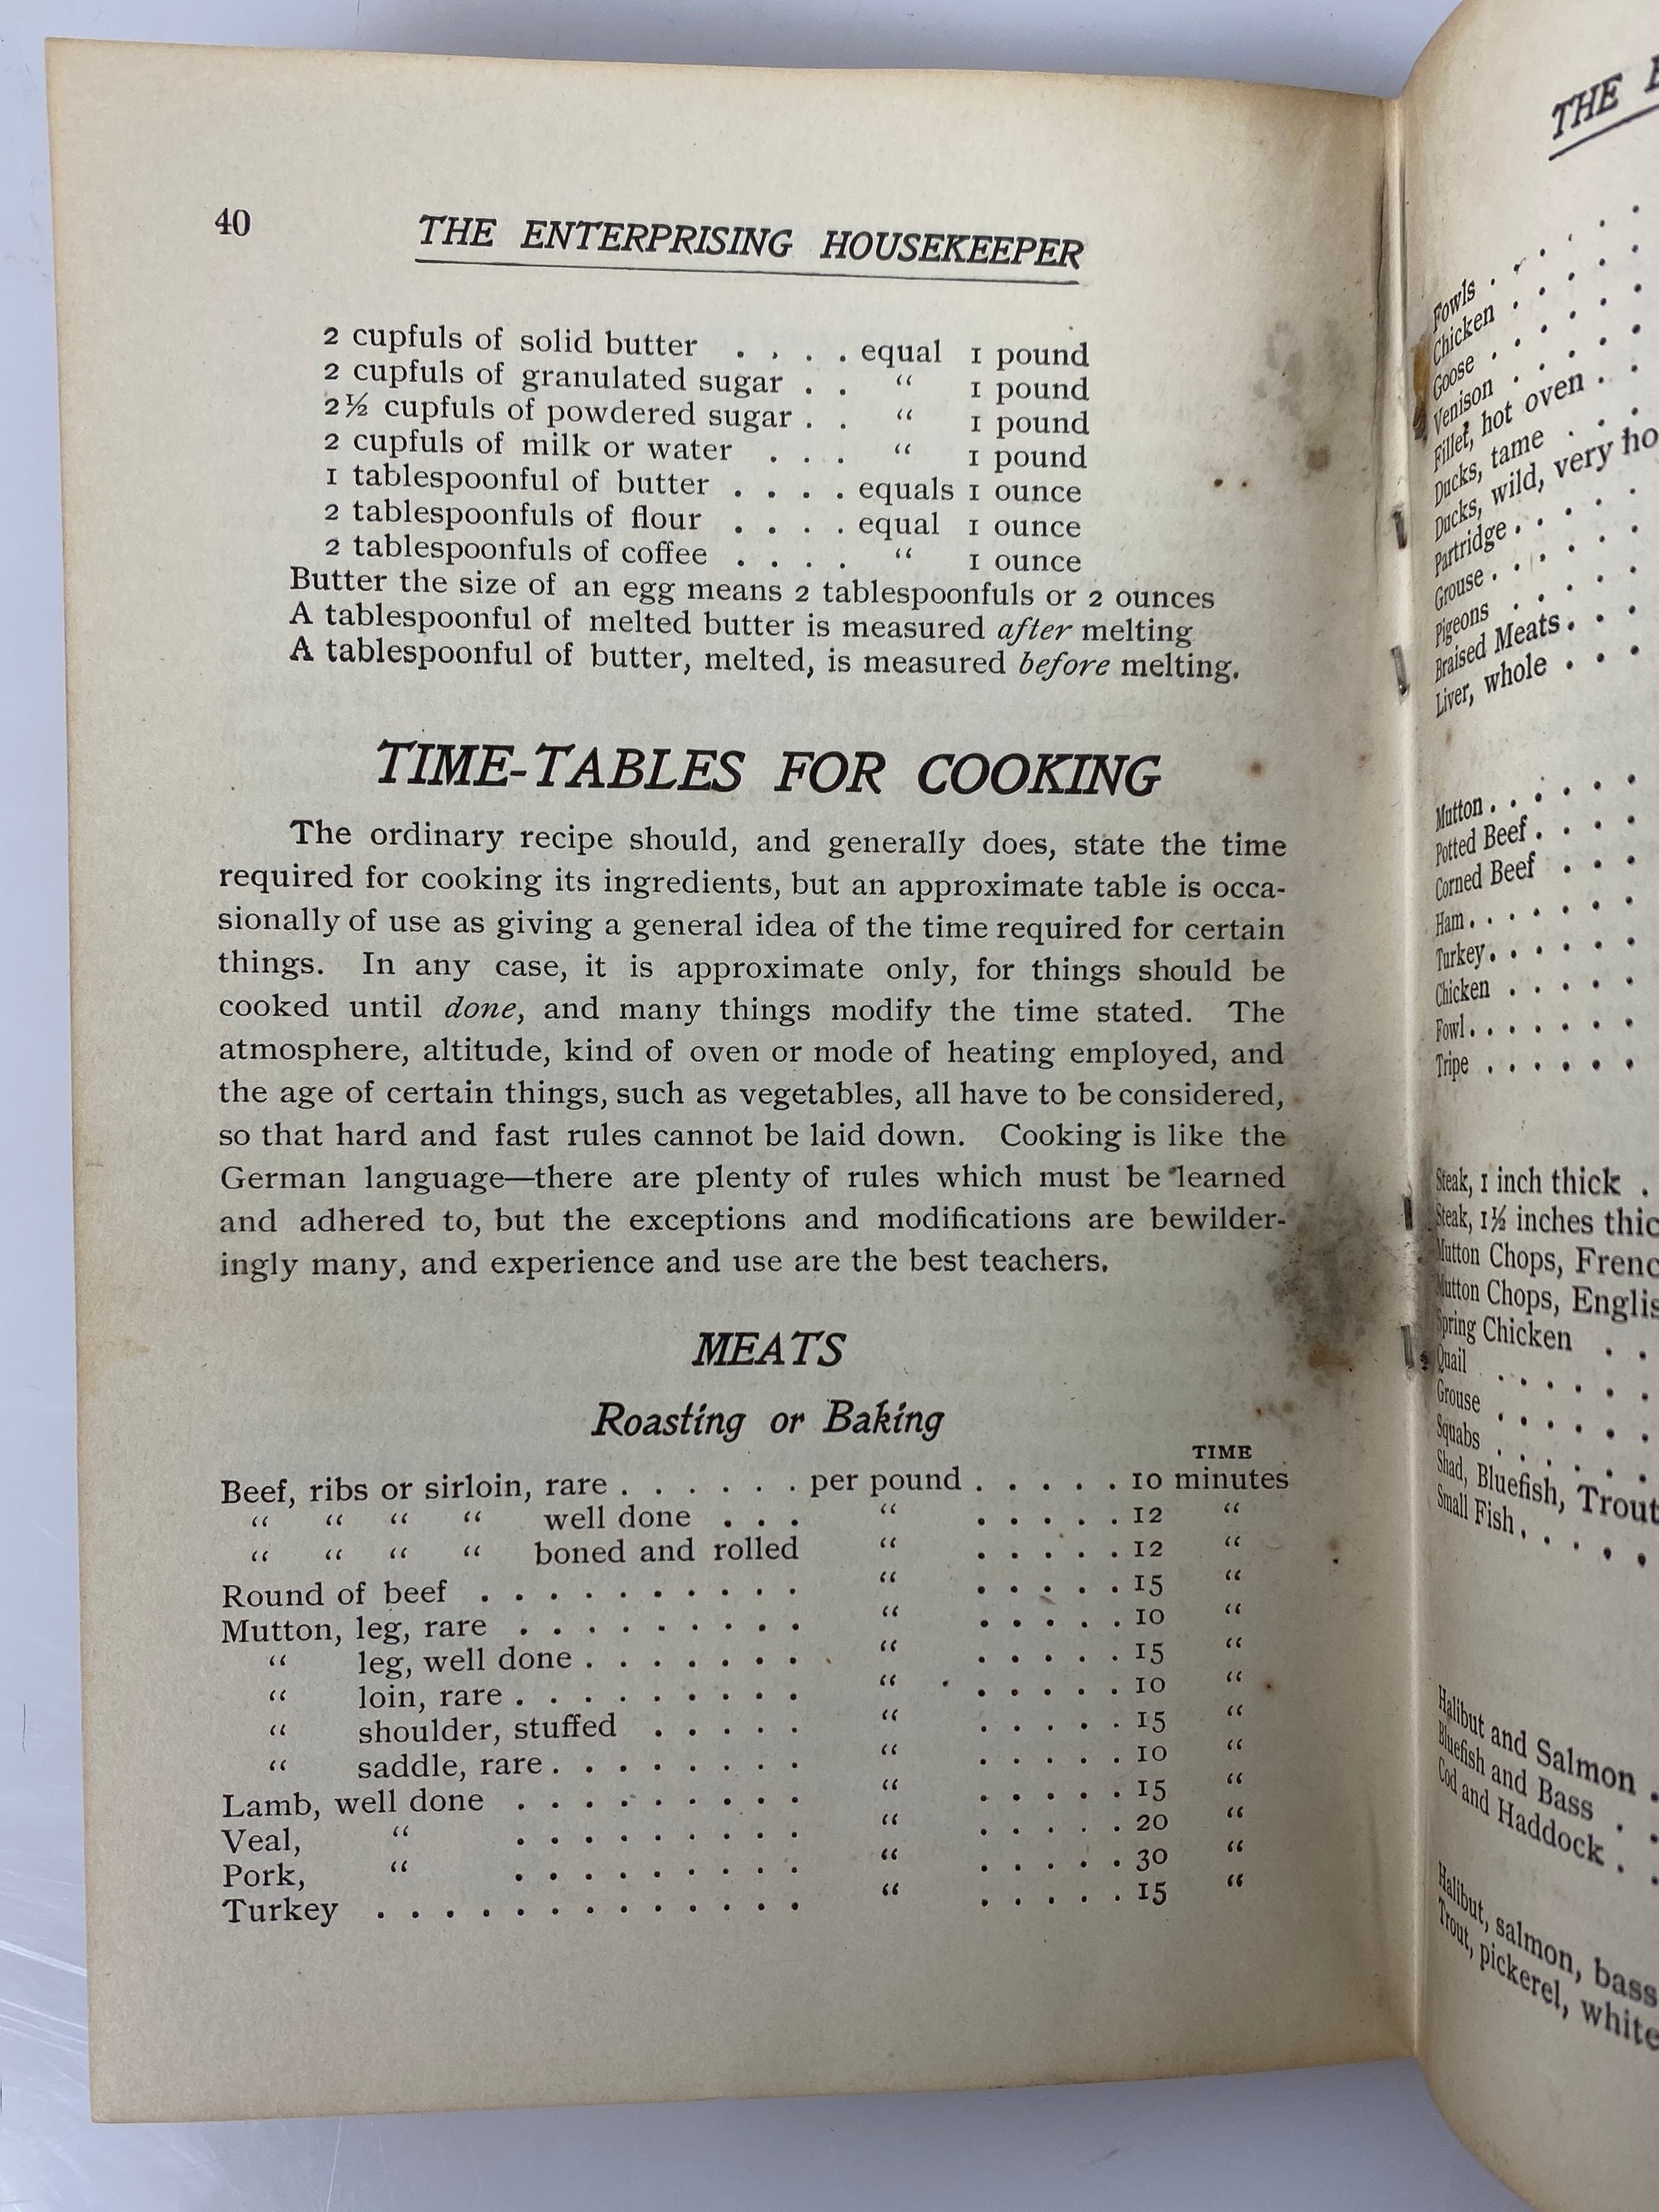 40
THE ENTERPRISING HOUSEKEEPER
2 cupfuls of solid butter . . . . equal 1 pound
2 cupfuls of granulated sugar . . “ 1 pound
2½ cupfuls of powdered sugar . . “ 1 pound
2 cupfuls of milk or water . . . “ 1 pound
1 tablespoonful of butter . . . . equals 1 ounce
2 tablespoonfuls of flour . . . . equal 1 ounce
2 tablespoonfuls of coffee . . . . “ 1 ounce
Butter the size of an egg means 2 tablespoonfuls or 2 ounces
A tablespoonful of melted butter is measured after melting
A tablespoonful of butter, melted, is measured before melting.
TIME-TABLES FOR COOKING
The ordinary recipe should, and generally does, state the time
required for cooking its ingredients, but an approximate table is occa-
sionally of use as giving a general idea of the time required for certain
things. In any case, it is approximate only, for things should be
cooked until done, and many things modify the time stated. The
atmosphere, altitude, kind of oven or mode of heating employed, and
the age of certain things, such as vegetables, all have to be considered,
so that hard and fast rules cannot be laid down. Cooking is like the
German language—there are plenty of rules which must be learned
and adhered to, but the exceptions and modifications are bewilder-
ingly many, and experience and use are the best teachers.
MEATS
Roasting or Baking
TIME
Beef, ribs or sirloin, rare . . . . . . per pound . . . . . 10 minutes
“ “ “ “ well done . . . “ . . . . . 12 “
“ “ “ “ boned and rolled “ . . . . . 12 “
Round of beef . . . . . . . . . . “ . . . . . 15 “
Mutton, leg, rare . . . . . . . . . “ . . . . . 10 “
“ leg, well done . . . . . . . “ . . . . . 15 “
“ loin, rare . . . . . . . . . “ . . . . . 10 “
“ shoulder, stuffed . . . . . “ . . . . . 15 “
“ saddle, rare . . . . . . . . “ . . . . . 10 “
Lamb, well done . . . . . . . . . “ . . . . . 15 “
Veal, “ . . . . . . . . . “ . . . . . 20 “
Pork, “ . . . . . . . . . “ . . . . . 30 “
Turkey . . . . . . . . . . . . . “ . . . . . 15 “
THE
Fowls . . . . .
Chicken . . . . .
Goose . . . . .
Venison . . . . .
Fillet, hot oven . .
Ducks, tame . . .
Ducks, wild, very
Partridge . . . .
Grouse . . . . .
Pigeons . . . . .
Braised Meats . . .
Liver, whole . . .
Mutton . . . . .
Potted Beef . . . .
Corned Beef . . .
Ham . . . . . .
Turkey . . . . .
Chicken . . . . .
Fowl . . . . . .
Tripe . . . . .
Steak, 1 inch thick .
Steak, 1½ inches
Mutton Chops,
Mutton Chops,
Spring Chicken . .
Quail . . . . .
Grouse . . . . .
Squabs . . . . .
Shad, Bluefish, Trout
Small Fish . . . .
Halibut and Salmon .
Bluefish and Bass . .
Cod and Haddock . .
Halibut, salmon, bass
Trout, pickerel, white